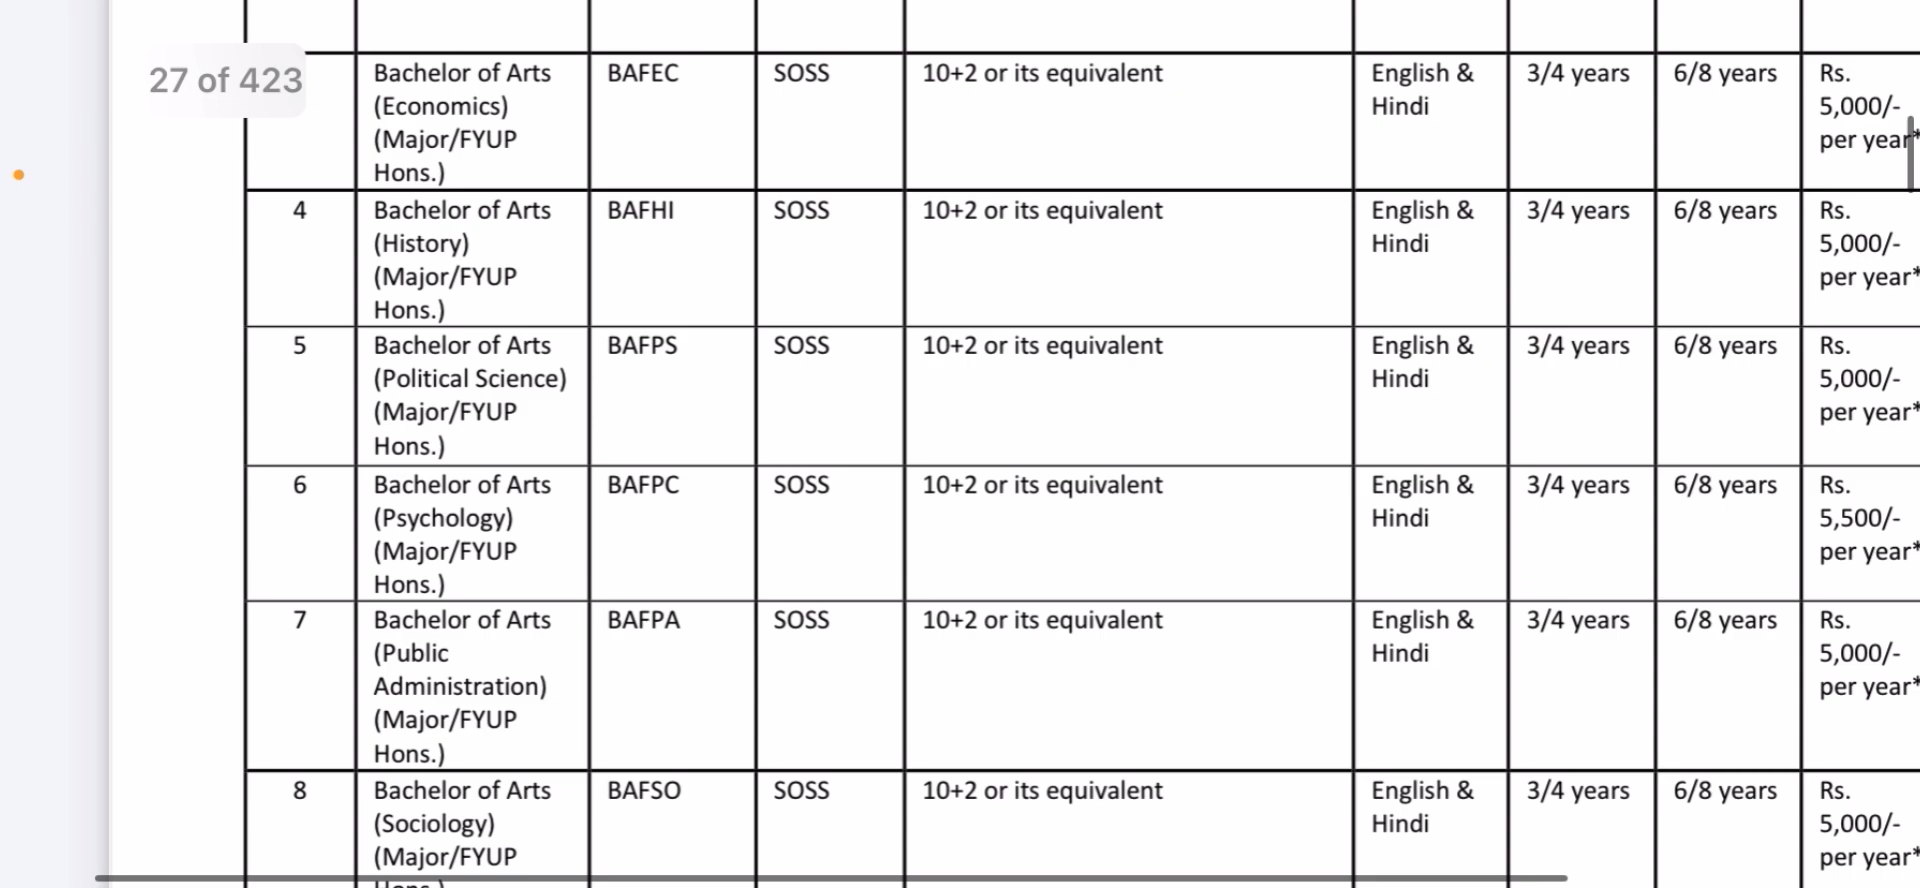 27 of 423
Bachelor of Arts BAFEC SOSS 10+2 or its equivalent English & 3/4 years 6/8 years Rs.
(Economics) Hindi 5,000/-
(Major/FYUP per year*
Hons.)
4 Bachelor of Arts BAFHI SOSS 10+2 or its equivalent English & 3/4 years 6/8 years Rs.
(History) Hindi 5,000/-
(Major/FYUP per year*
Hons.)
5 Bachelor of Arts BAFPS SOSS 10+2 or its equivalent English & 3/4 years 6/8 years Rs.
(Political Science) Hindi 5,000/-
(Major/FYUP per year*
Hons.)
6 Bachelor of Arts BAFPC SOSS 10+2 or its equivalent English & 3/4 years 6/8 years Rs.
(Psychology) Hindi 5,500/-
(Major/FYUP per year*
Hons.)
7 Bachelor of Arts BAFPA SOSS 10+2 or its equivalent English & 3/4 years 6/8 years Rs.
(Public Hindi 5,000/-
Administration) per year*
(Major/FYUP
Hons.)
8 Bachelor of Arts BAFSO SOSS 10+2 or its equivalent English & 3/4 years 6/8 years Rs.
(Sociology) Hindi 5,000/-
(Major/FYUP per year*